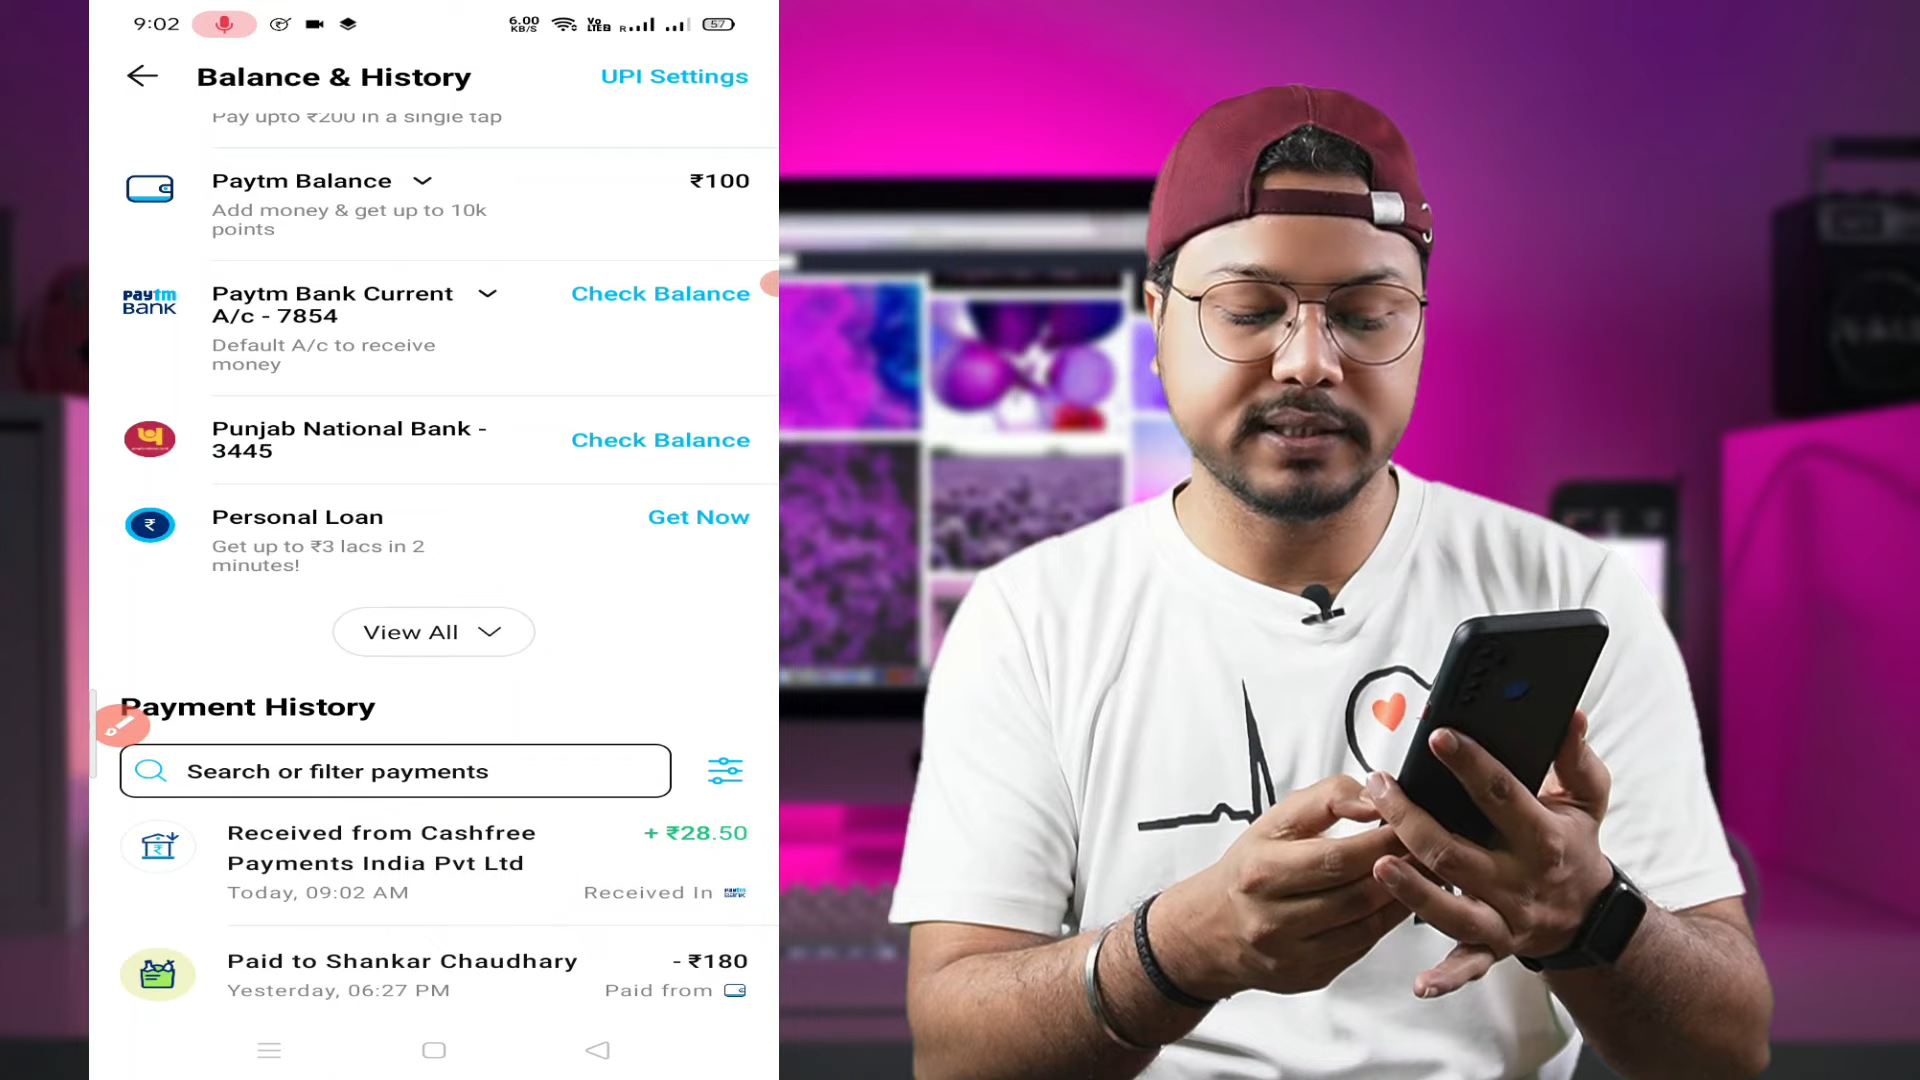 9:02 6.00 KB/S Vo LTE 2 R 57
Balance & History UPI Settings
Pay upto ₹200 in a single tap
Paytm Balance ₹100
Add money & get up to 10k
points
paytm BANK
Paytm Bank Current Check Balance
A/c - 7854
Default A/c to receive
money
Punjab National Bank - Check Balance
3445
Personal Loan Get Now
Get up to ₹3 lacs in 2
minutes!
View All
Payment History
Search or filter payments
Received from Cashfree + ₹28.50
Payments India Pvt Ltd
Today, 09:02 AM Received In
Paid to Shankar Chaudhary - ₹180
Yesterday, 06:27 PM Paid from